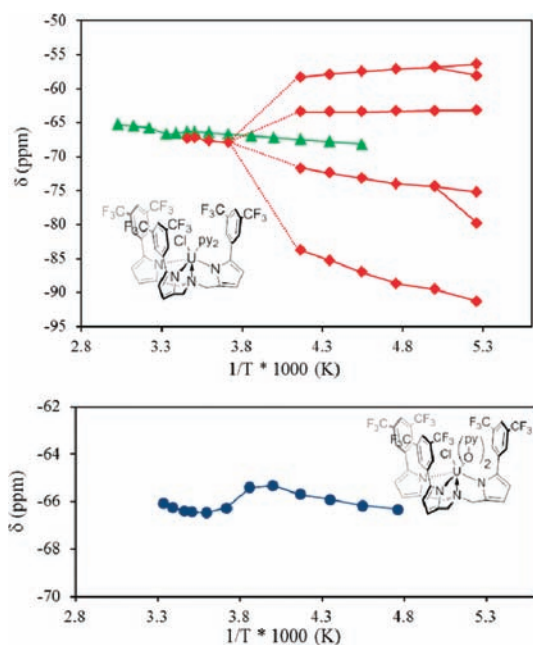 -50
-55
-60
-65
-70
-75
-80
-85
-90
-95
δ (ppm)
F₃C CF₃
F₃C CF₃
F₃C CF₃
Cl py₂
N U N
N N
2.8 3.3 3.8 4.3 4.8 5.3
1/T * 1000 (K)
-62
-64
-66
-68
-70
δ (ppm)
F₃C CF₃ F₃C CF₃
F₃C CF₃
(py)
Cl (O)₂
N U N
N N
2.8 3.3 3.8 4.3 4.8 5.3
1/T * 1000 (K)